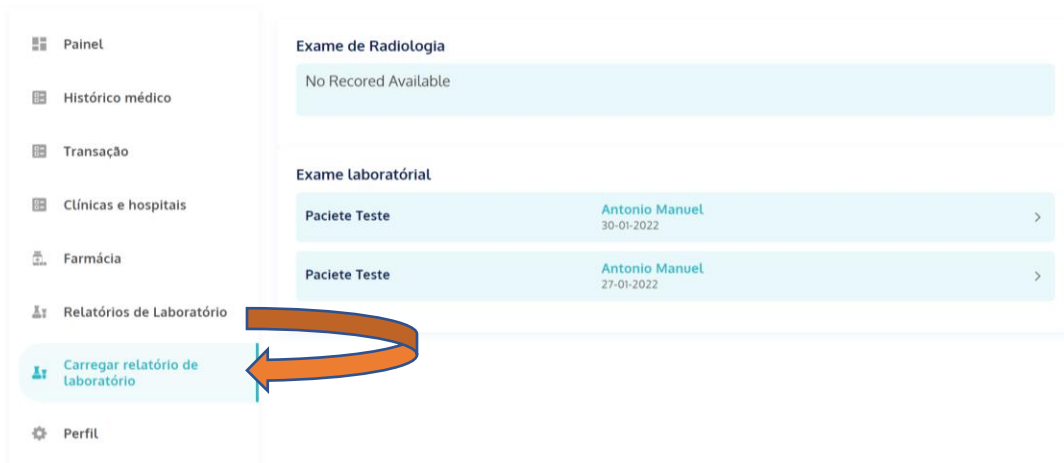 Painel
Histórico médico
Transação
Clínicas e hospitais
Farmácia
Relatórios de Laboratório
Carregar relatório de
laboratório
Perfil
Exame de Radiologia
No Recored Available
Exame laboratórial
Paciete Teste
Antonio Manuel
30-01-2022
Paciete Teste
Antonio Manuel
27-01-2022